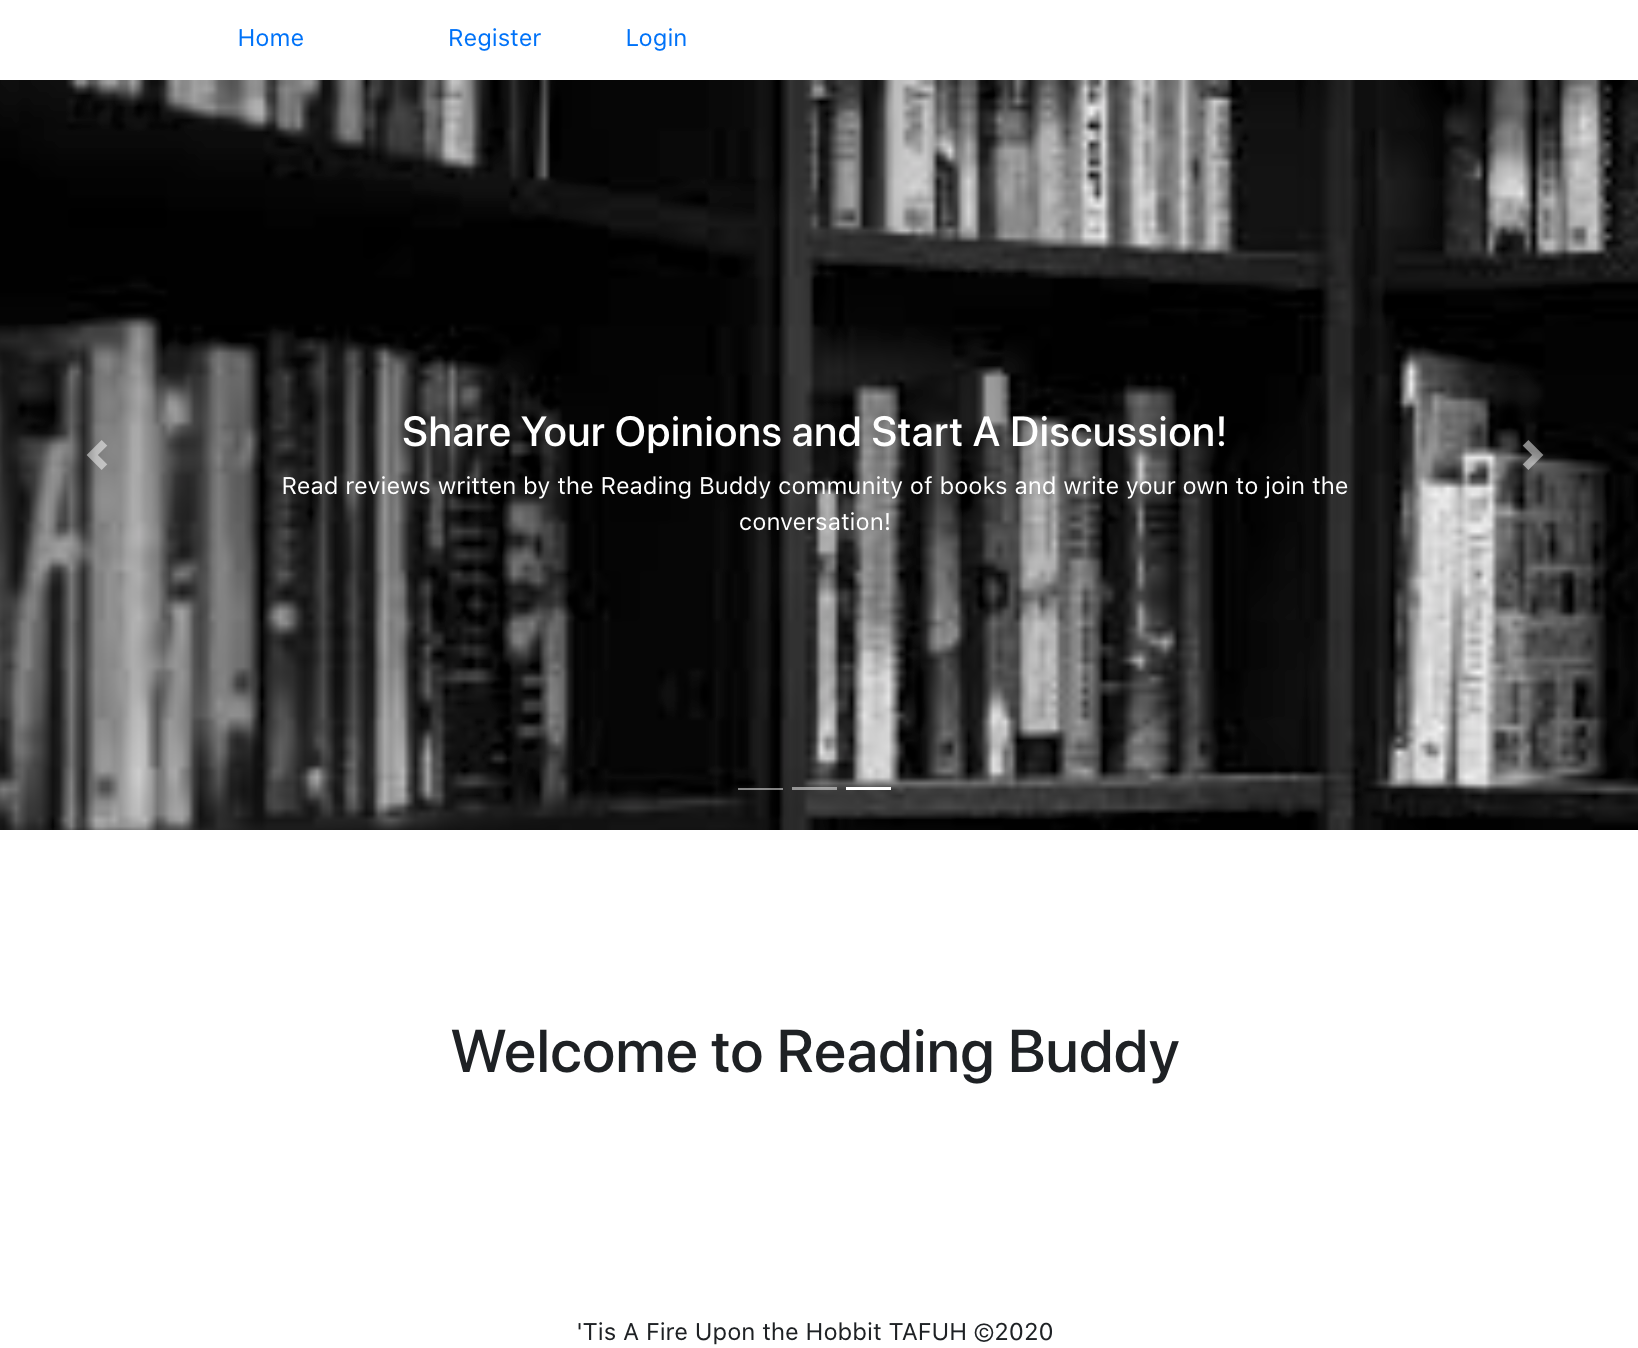 Home Register Login
Share Your Opinions and Start A Discussion!
Read reviews written by the Reading Buddy community of books and write your own to join the
conversation!
Welcome to Reading Buddy
'Tis A Fire Upon the Hobbit TAFUH ©2020